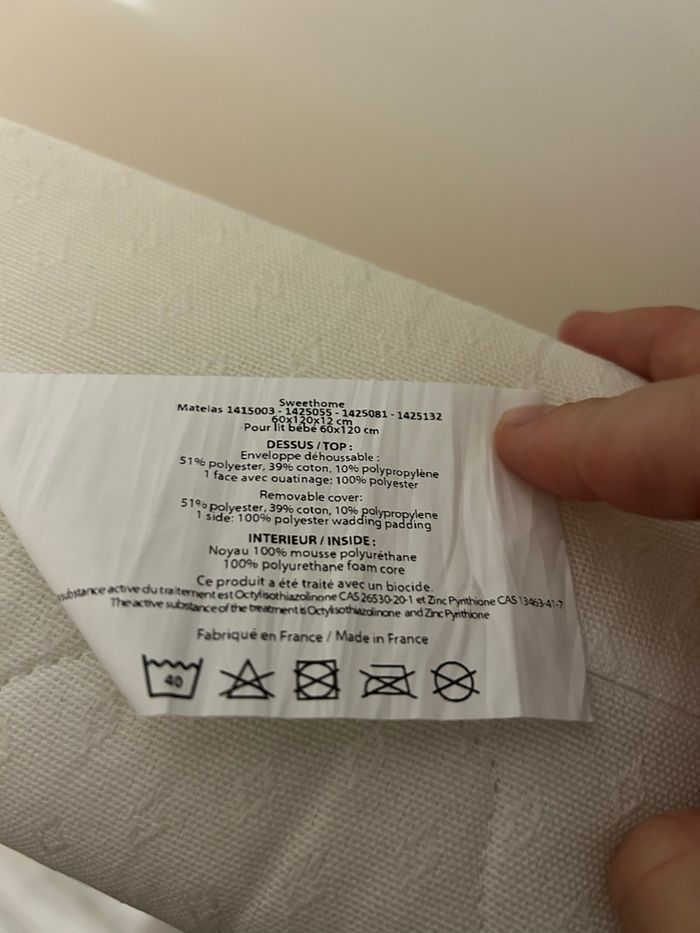 Sweethome
Matelas 1415003 - 1425055 - 1425081 - 1425132
60x120x12 cm
Pour lit bébé 60x120 cm
DESSUS / TOP :
Enveloppe déhoussable :
51% polyester, 39% coton, 10% polypropylène
1 face avec ouatinage: 100% polyester
Removable cover:
51% polyester, 39% coton, 10% polypropylene
1 side: 100% polyester wadding padding
INTERIEUR / INSIDE :
Noyau 100% mousse polyuréthane
100% polyurethane foam core
Ce produit a été traité avec un biocide.
substance active du traitement est Octylisothiazolinone CAS 26530-20-1 et Zinc Pyrithione CAS 13463-41-7
The active substance of the treatment is Octylisothiazolinone and Zinc Pyrithione
Fabriqué en France / Made in France
40